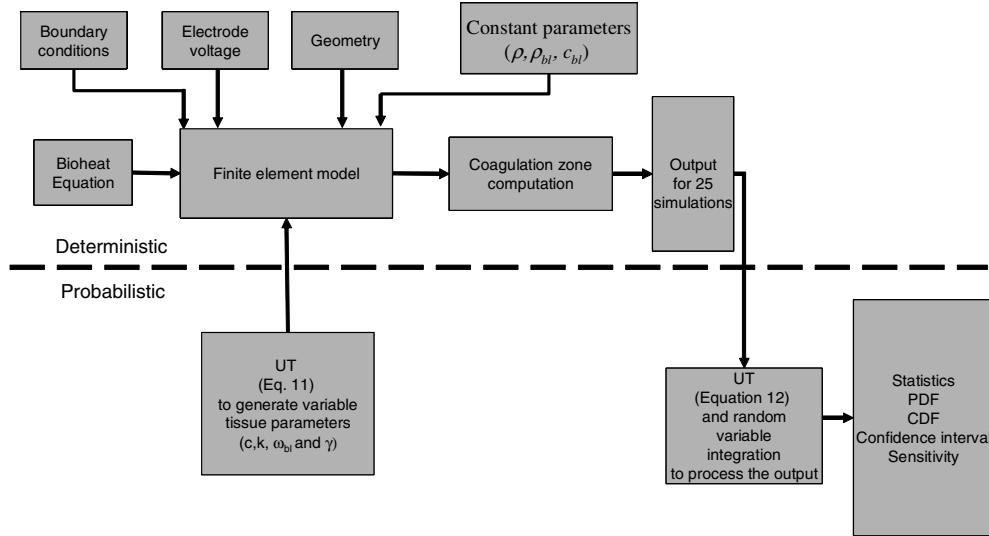 Boundary
conditions
Electrode
voltage
Geometry
Constant parameters
(ρ, ρbl, cbl)
Bioheat
Equation
Finite element model
Coagulation zone
computation
Output
for 25
simulations
Deterministic
Probabilistic
UT
(Eq. 11)
to generate variable
tissue parameters
(c,k, ωbl and γ)
UT
(Equation 12)
and random
variable
integration
to process the output
Statistics
PDF
CDF
Confidence interva
Sensitivity